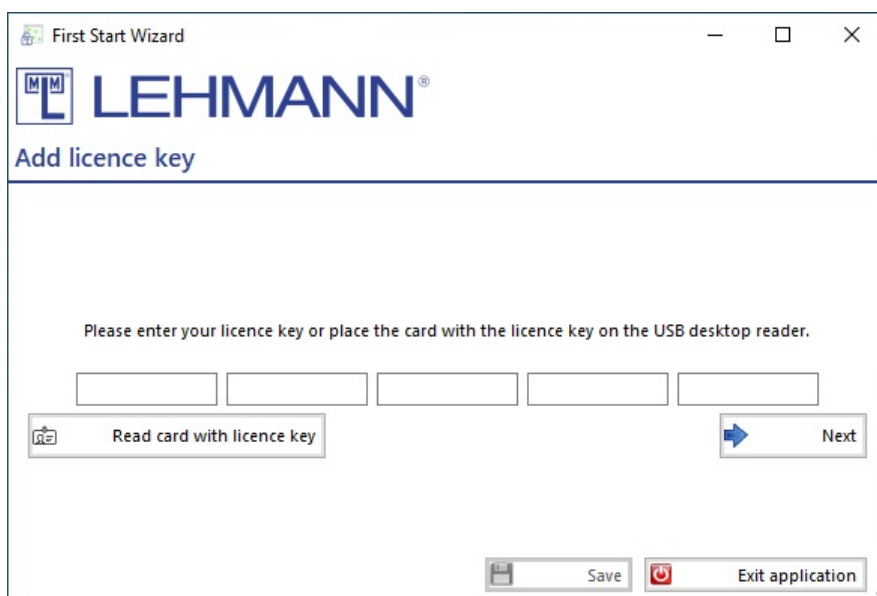 First Start Wizard
MLM LEHMANN®
Add licence key
Please enter your licence key or place the card with the licence key on the USB desktop reader.
Read card with licence key
Next
Save
Exit application